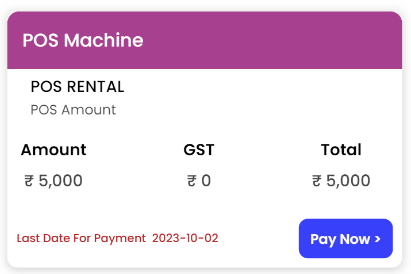 POS Machine
POS RENTAL
POS Amount
Amount GST Total
₹ 5,000 ₹ 0 ₹ 5,000
Last Date For Payment 2023-10-02 Pay Now >